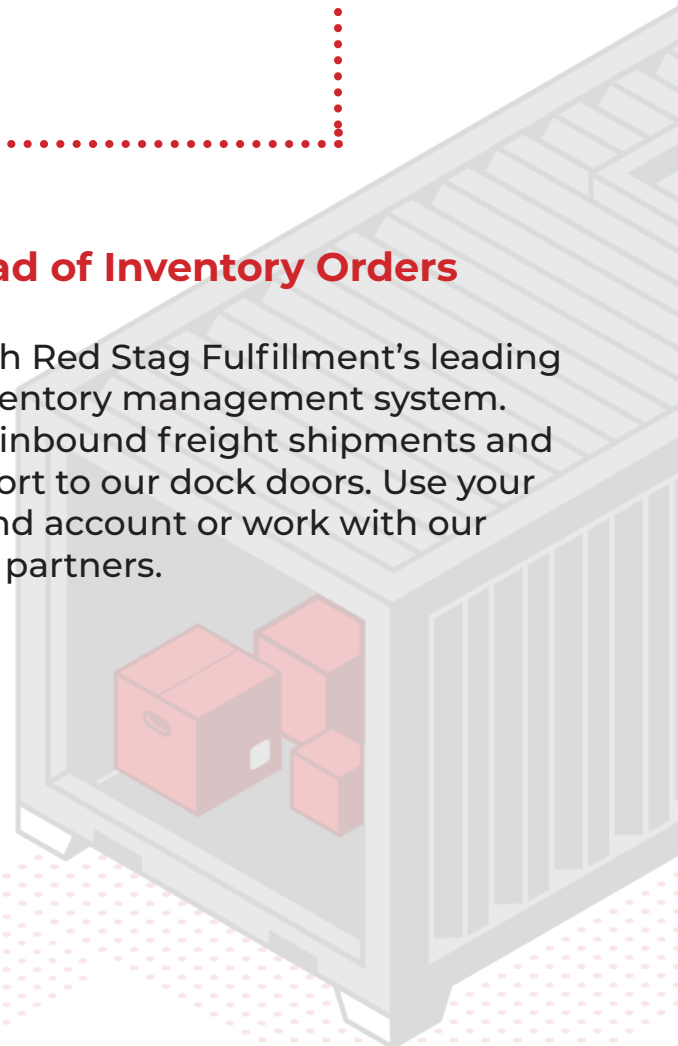 ad of Inventory Orders
h Red Stag Fulfillment’s leading
entory management system.
inbound freight shipments and
ort to our dock doors. Use your
nd account or work with our
partners.